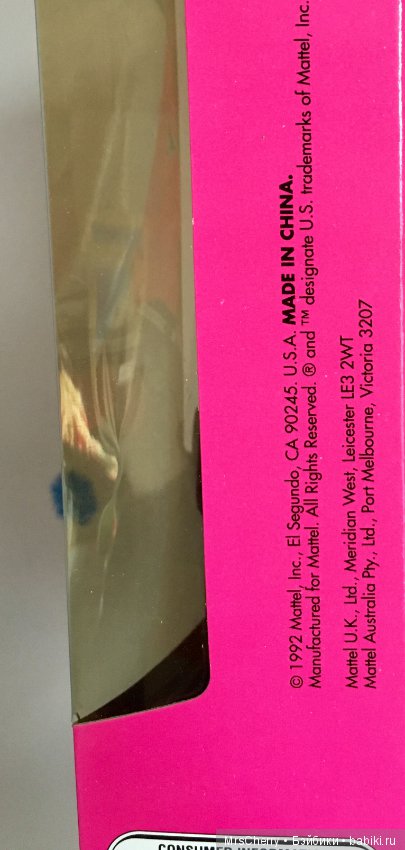 © 1992 Mattel, Inc., El Segundo, CA 90245. U.S.A. MADE IN CHINA.
Manufactured for Mattel. All Rights Reserved. ® and ™ designate U.S. trademarks of Mattel, Inc.
Mattel U.K., Ltd., Meridian West, Leicester LE3 2WT
Mattel Australia Pty., Ltd., Port Melbourne, Victoria 3207
CONSUMER
MrsCherry • Бэйбики • babiki.ru